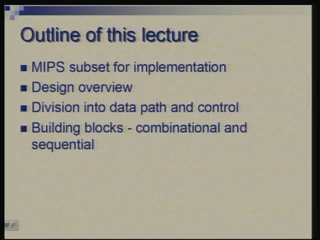 Outline of this lecture
MIPS subset for implementation
Design overview
Division into data path and control
Building blocks - combinational and
sequential